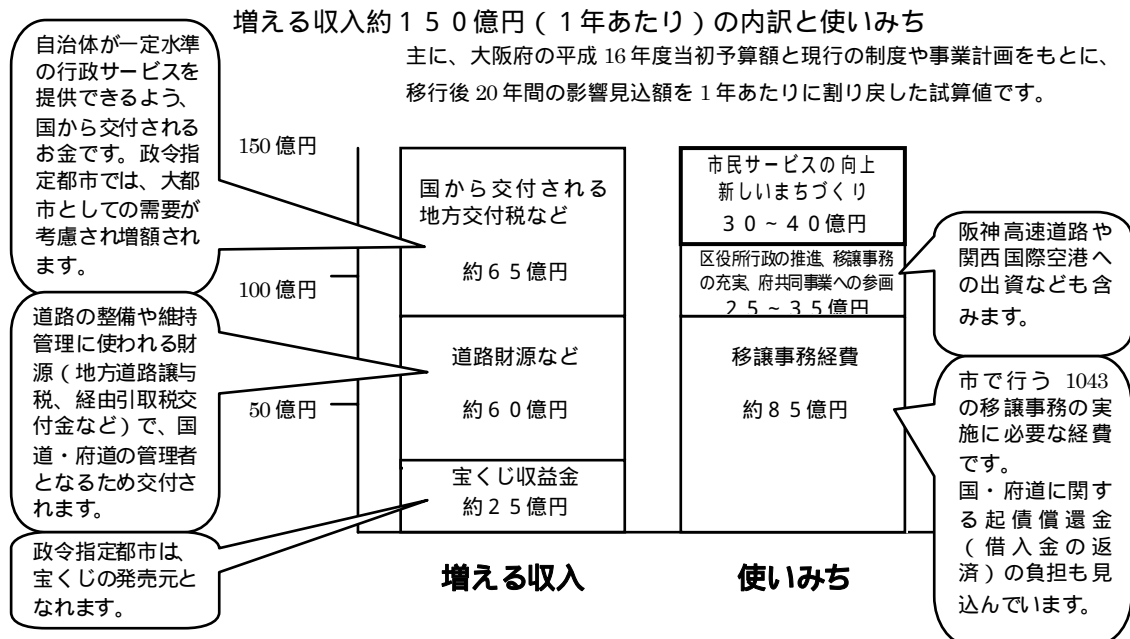 増える収入約１５０億円（１年あたり）の内訳と使いみち
主に、大阪府の平成 16 年度当初予算額と現行の制度や事業計画をもとに、
移行後 20 年間の影響見込額を 1 年あたりに割り戻した試算値です。
自治体が一定水準
の行政サービスを
提供できるよう、
国から交付される
お金です。政令指
定都市では、大都
市としての需要が
考慮され増額され
ます。
道路の整備や維持
管理に使われる財
源（地方道路譲与
税、経由引取税交
付金など）で、国
道・府道の管理者
となるため交付さ
れます。
政令指定都市は、
宝くじの発売元と
なれます。
150 億円
100 億円
50 億円
国から交付される
地方交付税など
約６５億円
道路財源など
約６０億円
宝くじ収益金
約２５億円
増える収入
市民サービスの向上
新しいまちづくり
３０～４０億円
区役所行政の推進、移譲事務
の充実、府共同事業への参画
２５～３５億円
移譲事務経費
約８５億円
使いみち
阪神高速道路や
関西国際空港へ
の出資なども含
みます。
市で行う 1043
の移譲事務の実
施に必要な経費
です。
国・府道に関す
る起債償還金
（借入金の返
済）の負担も見
込んでいます。